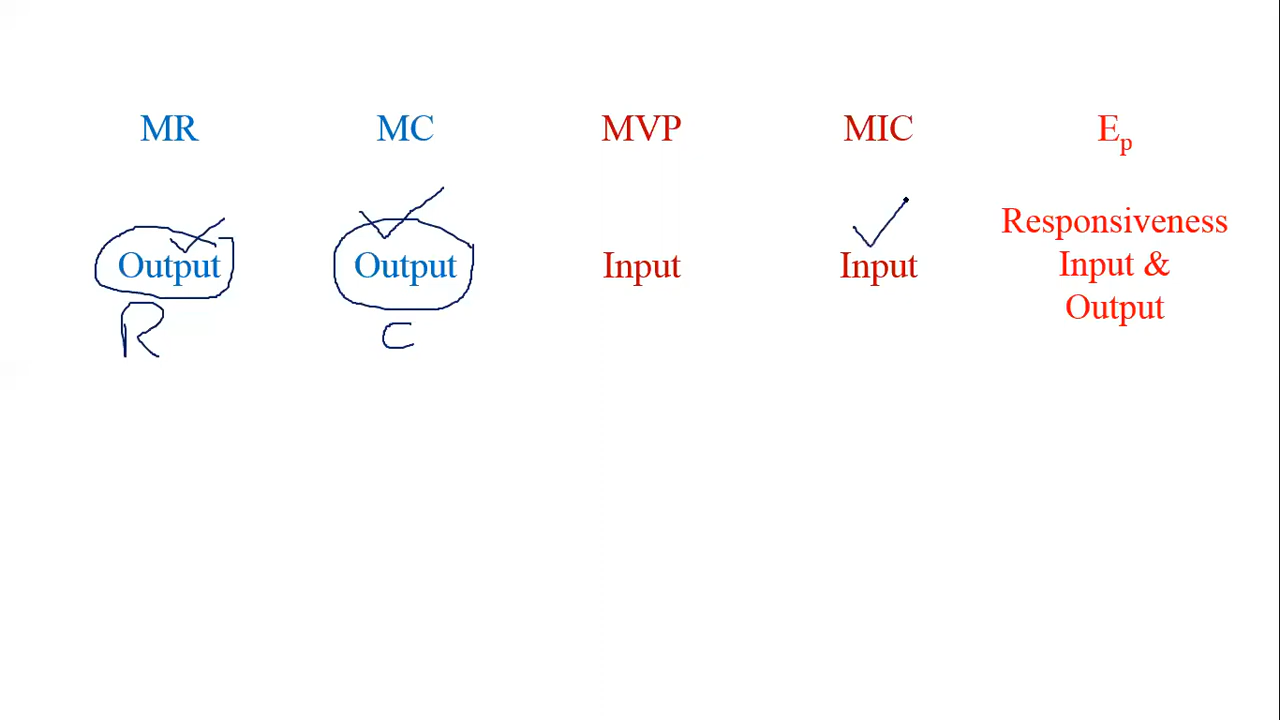 MR MC MVP MIC Ep
Output Output Input Input Responsiveness Input & Output
R C